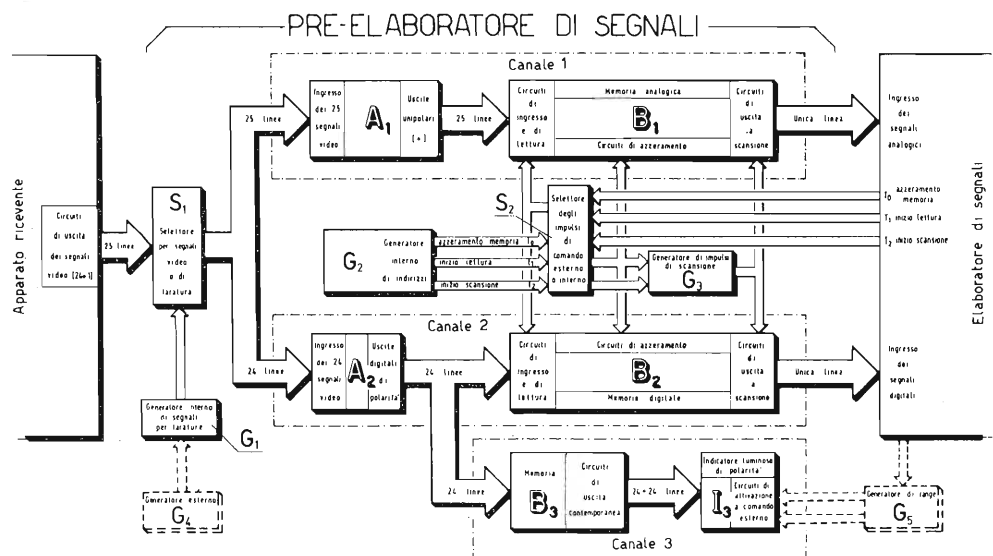 PRE-ELABORATORE DI SEGNALI
Apparato ricevente
Circuiti
di uscita
dei segnali
video [24+1]
25 linee
S1
Selettore
per segnali
video
o di
taratura
25 linee
24 linee
Generatore interno
di segnali
per tarature
G1
Generatore esterno
G4
Canale 1
Ingresso
dei 25
segnali
video
A1
Uscite
unipolari
[+]
25 linee
Circuiti
di
ingresso
e di
lettura
Memoria analogica
B1
Circuiti di azzeramento
Circuiti
di
uscita
a
scansione
Unica linea
Ingresso
dei
segnali
analogici
S2
Selettore
degli
impulsi
di
comando
esterno
o interno
T0 azzeramento
memoria
T1 inizio lettura
T2 inizio scansione
G2
Generatore
interno
di indirizzi
azzeramento memoria t0
inizio lettura t1
inizio scansione t2
Generatore di impulsi
di scansione
G3
Elaboratore di segnali
Canale 2
Ingresso
dei 24
segnali
video
A2
Uscite
digitali
di
polarita'
24 linee
Circuiti
di
ingresso
e di
lettura
Circuiti di azzeramento
B2
Memoria digitale
Circuiti
di
uscita
a
scansione
Unica linea
Ingresso
dei
segnali
digitali
24 linee
Memoria
B3
Circuiti
di
uscita
contemporanea
24+24 linee
Indicatore luminoso
di polarita'
I3
Circuiti di
attivazione
a comando
esterno
Generatore di range
G5
Canale 3